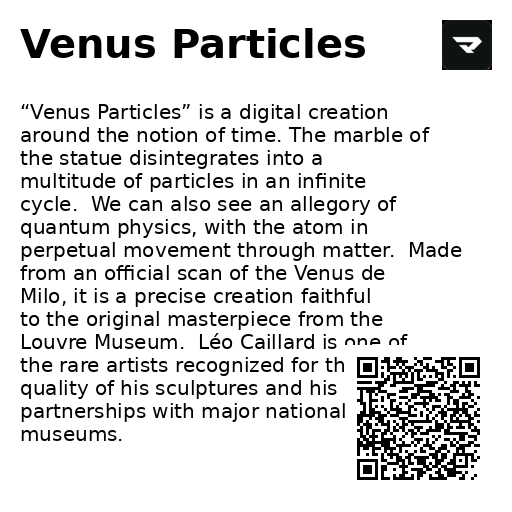 Venus Particles
“Venus Particles” is a digital creation
around the notion of time. The marble of
the statue disintegrates into a
multitude of particles in an infinite
cycle.  We can also see an allegory of
quantum physics, with the atom in
perpetual movement through matter.  Made
from an official scan of the Venus de
Milo, it is a precise creation faithful
to the original masterpiece from the
Louvre Museum.  Léo Caillard is one of
the rare artists recognized for
quality of his sculptures and his
partnerships with major national
museums.